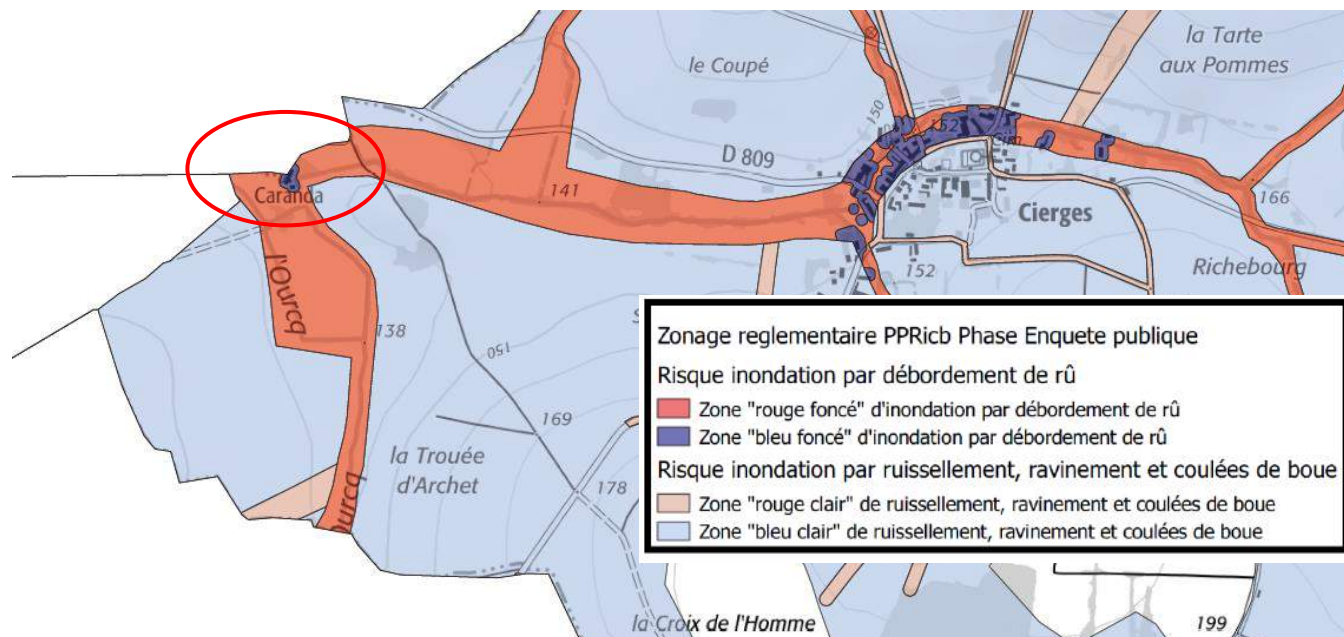 la Tarte
aux Pommes
le Coupé
150
152
D 809
Caranda
141
Cierges
166
152
Richebourg
l'Ourcq
138
150
169
la Trouée
d'Archet
178
Ourcq
la Croix de l'Homme
199
Zonage reglementaire PPRicb Phase Enquete publique
Risque inondation par débordement de rû
Zone "rouge foncé" d'inondation par débordement de rû
Zone "bleu foncé" d'inondation par débordement de rû
Risque inondation par ruissellement, ravinement et coulées de boue
Zone "rouge clair" de ruissellement, ravinement et coulées de boue
Zone "bleu clair" de ruissellement, ravinement et coulées de boue